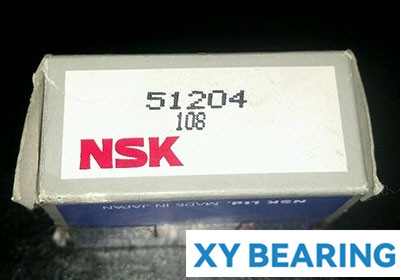 51204
108
NSK
NSK Ltd. MADE IN JAPAN
XY BEARING